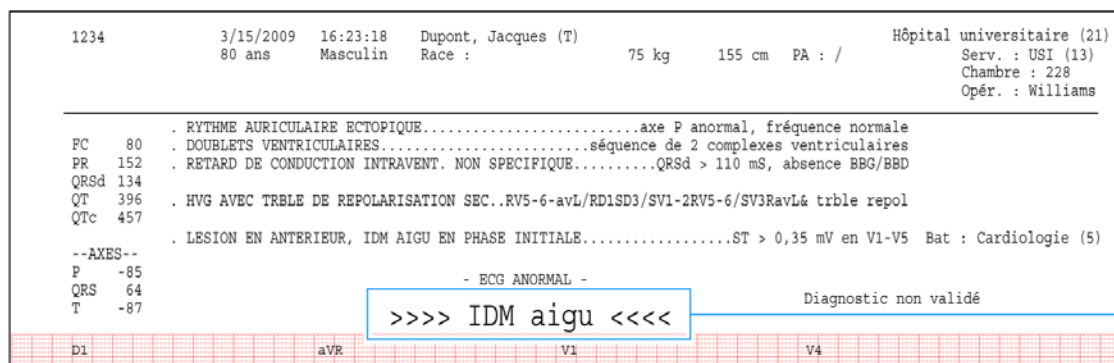 1234 3/15/2009 16:23:18 Dupont, Jacques (T) Hôpital universitaire (21)
80 ans Masculin Race : 75 kg 155 cm PA : / Serv. : USI (13)
Chambre : 228
Opér. : Williams
. RYTHME AURICULAIRE ECTOPIQUE..........................axe P anormal, fréquence normale
FC 80 . DOUBLETS VENTRICULAIRES.........................séquence de 2 complexes ventriculaires
PR 152 . RETARD DE CONDUCTION INTRAVENT. NON SPECIFIQUE..........QRSd > 110 mS, absence BBG/BBD
QRSd 134
QT 396 . HVG AVEC TRBLE DE REPOLARISATION SEC..RV5-6-avL/RD1SD3/SV1-2RV5-6/SV3RavL& trble repol
QTc 457
. LESION EN ANTERIEUR, IDM AIGU EN PHASE INITIALE..................ST > 0,35 mV en V1-V5 Bat : Cardiologie (5)
--AXES--
P -85 - ECG ANORMAL -
QRS 64 Diagnostic non validé
T -87 >>>> IDM aigu <<<<
D1 aVR V1 V4